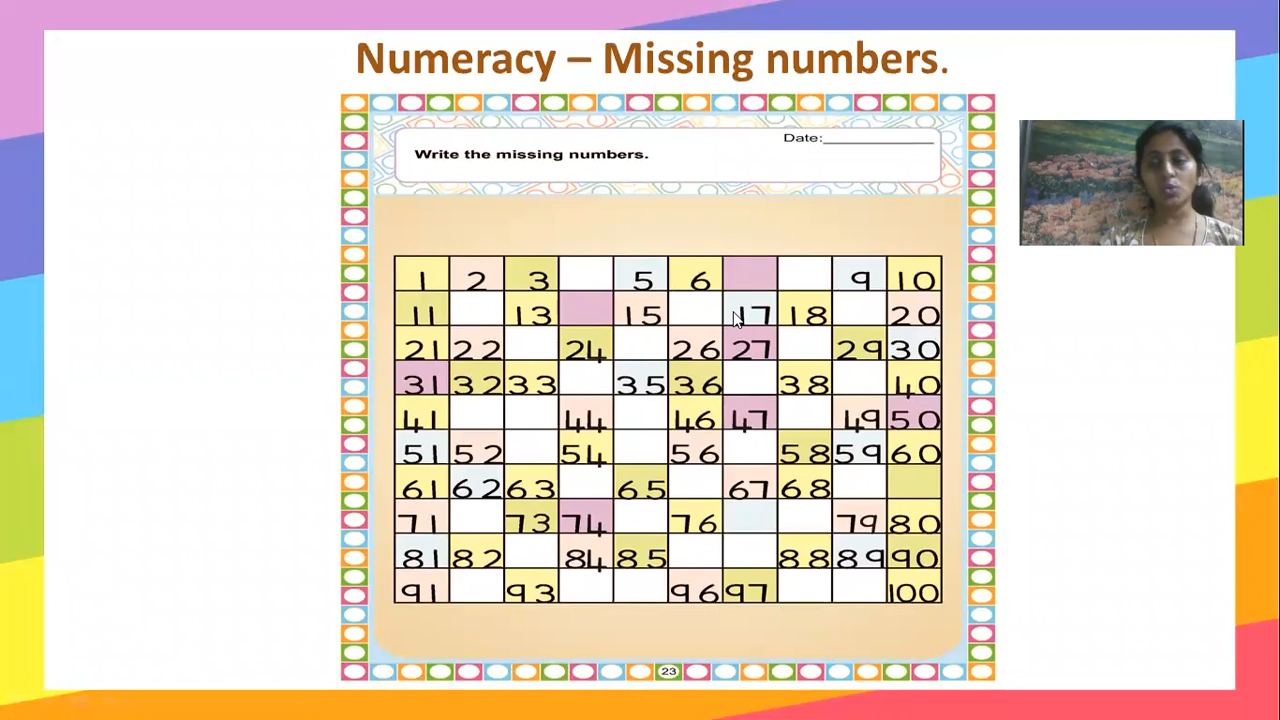 Numeracy – Missing numbers.
Date:_______________
Write the missing numbers.
1 2 3 5 6 9 10
11 13 15 17 18 20
21 22 24 26 27 29 30
31 32 33 35 36 38 40
41 44 46 47 49 50
51 52 54 56 58 59 60
61 62 63 65 67 68
71 73 74 76 79 80
81 82 84 85 88 89 90
91 93 96 97 100
23